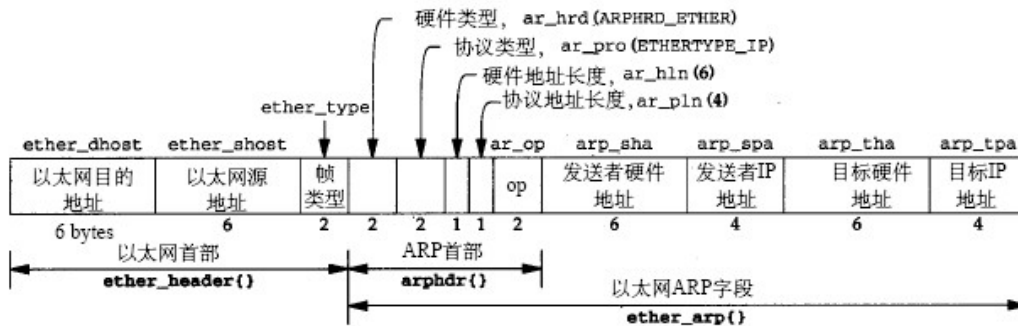 硬件类型, ar_hrd(ARPHRD_ETHER)
协议类型, ar_pro(ETHERTYPE_IP)
硬件地址长度, ar_hln(6)
协议地址长度,ar_pln(4)
ether_type
ether_dhost ether_shost ar_op arp_sha arp_spa arp_tha arp_tpa
以太网目的 以太网源 帧 op 发送者硬件 发送者IP 目标硬件 目标IP
地址 地址 类型 地址 地址 地址 地址
6 bytes 6 2 2 2 1 1 2 6 4 6 4
以太网首部 ARP首部
ether_header{} arphdr{}
以太网ARP字段
ether_arp{}